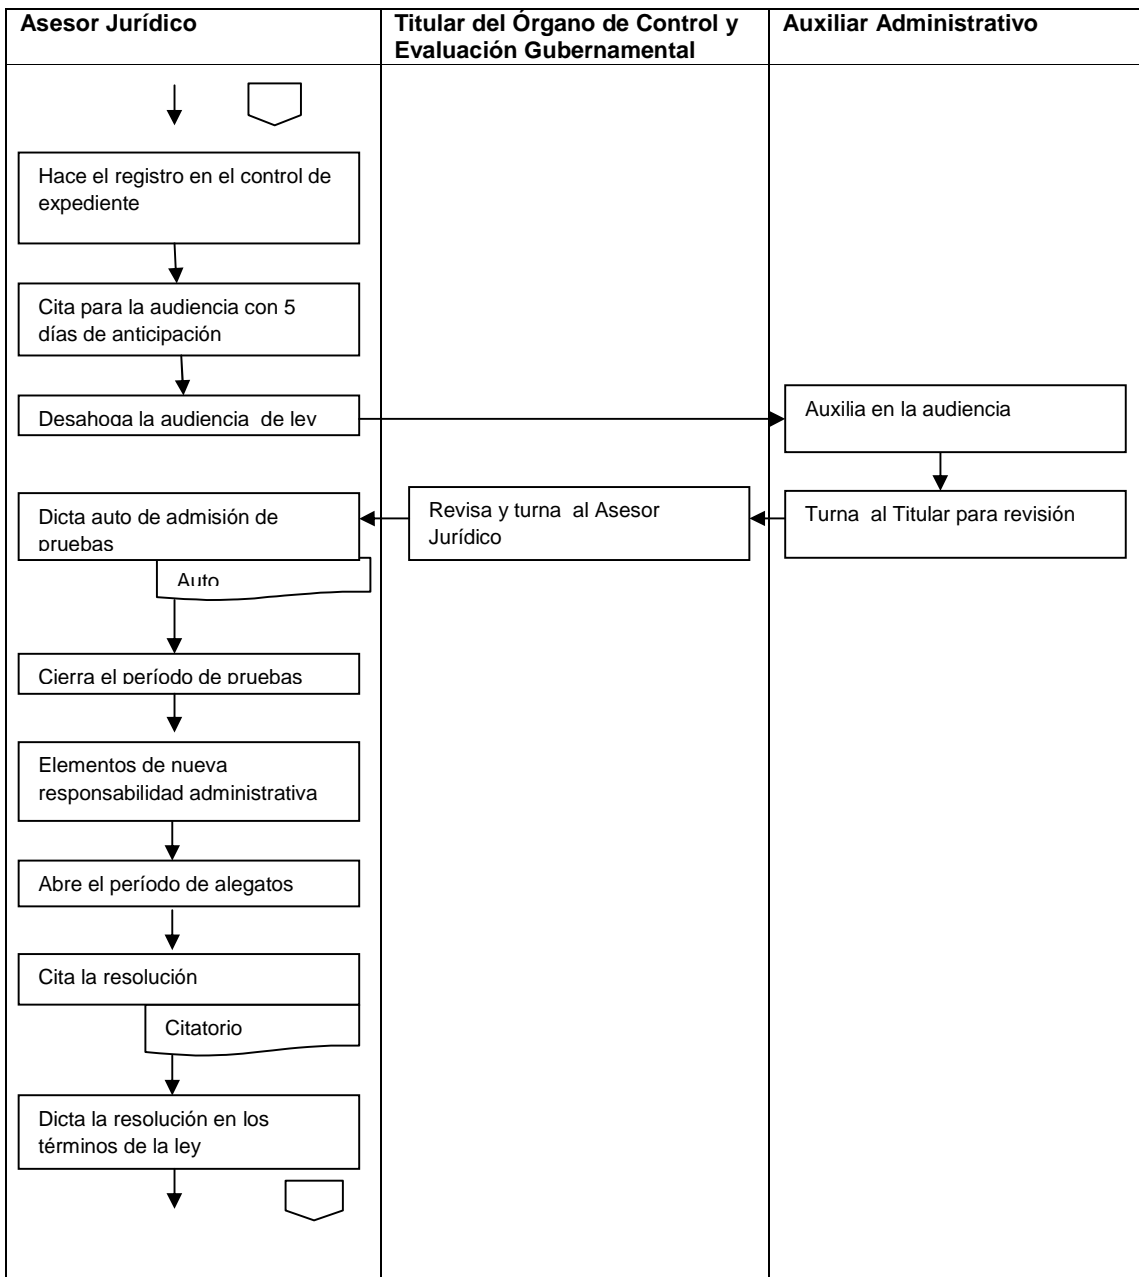 Asesor Jurídico
Titular del Órgano de Control y
Evaluación Gubernamental
Auxiliar Administrativo
Hace el registro en el control de
expediente
Cita para la audiencia con 5
días de anticipación
Desahoga la audiencia de ley
Auxilia en la audiencia
Dicta auto de admisión de
pruebas
Revisa y turna al Asesor
Jurídico
Turna al Titular para revisión
Auto
Cierra el período de pruebas
Elementos de nueva
responsabilidad administrativa
Abre el período de alegatos
Cita la resolución
Citatorio
Dicta la resolución en los
términos de la ley